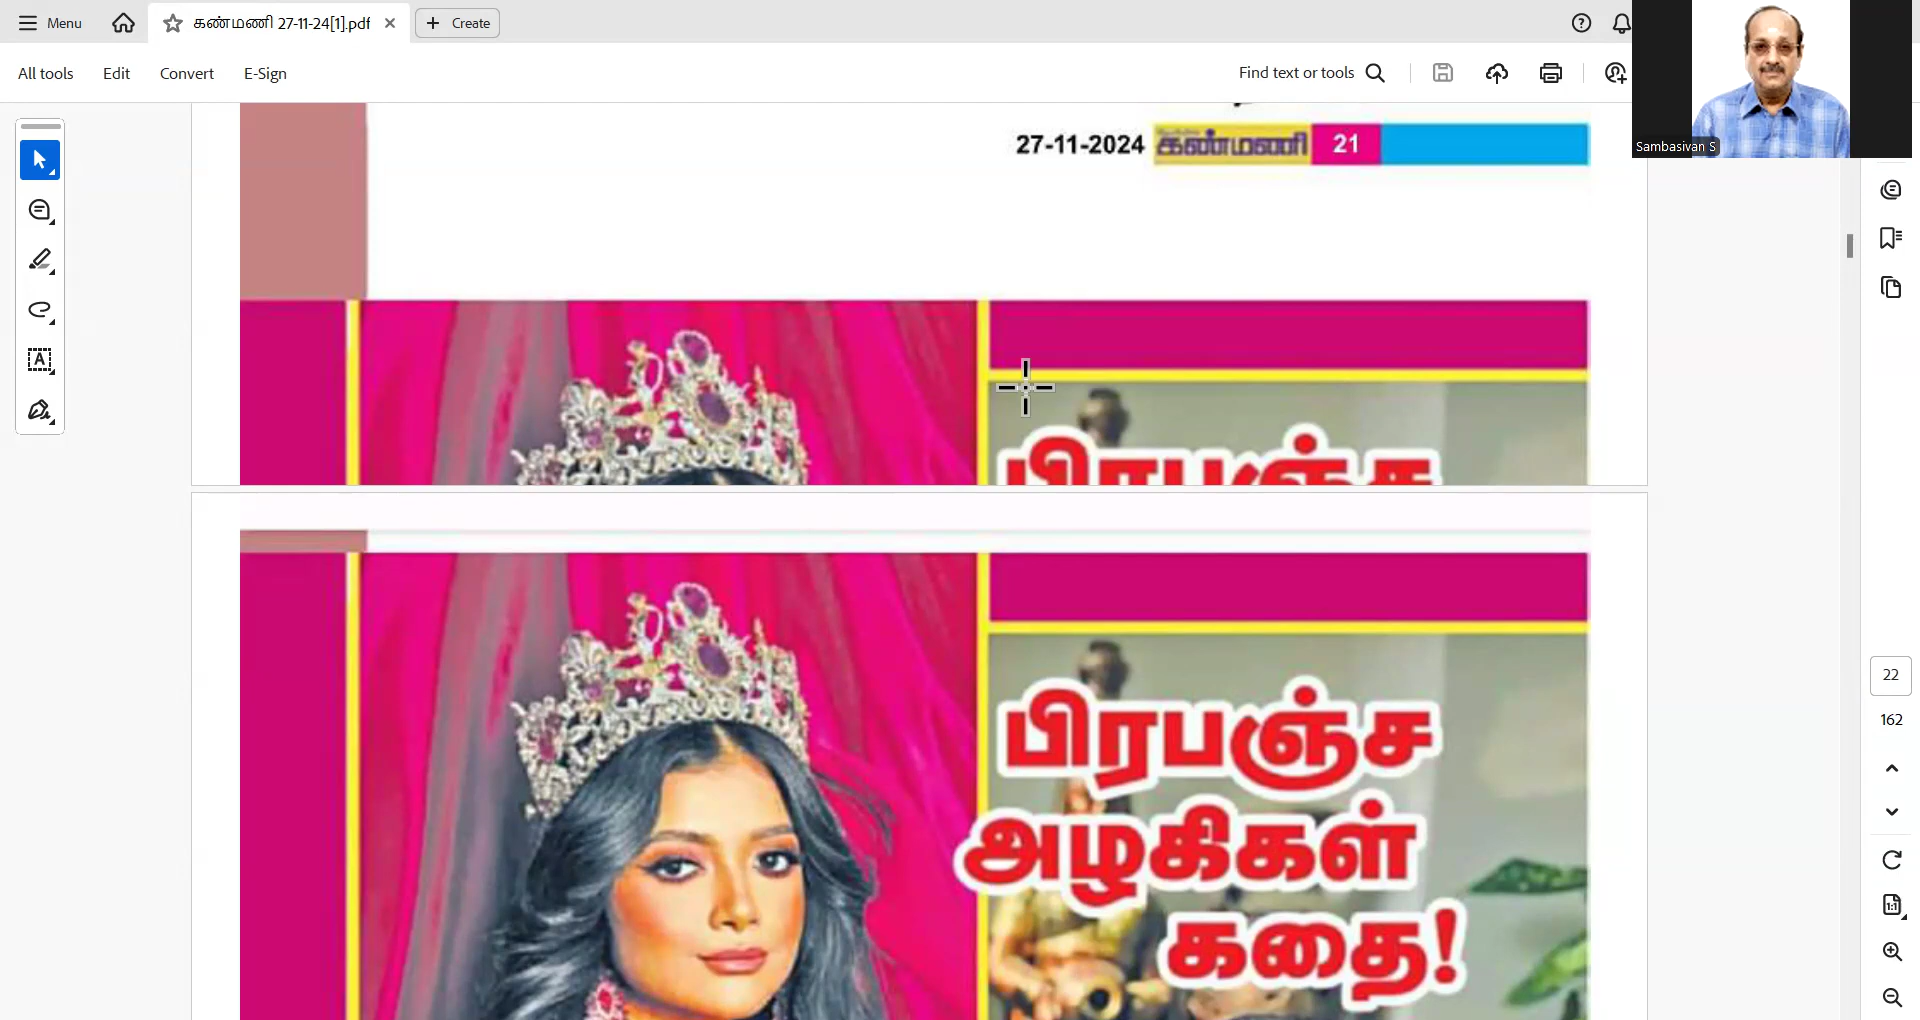 Menu
கண்மணி 27-11-24[1].pdf
Create
All tools
Edit
Convert
E-Sign
Find text or tools
Sambasivan S
27-11-2024 கண்மணி 21
பிரபஞ்ச
பிரபஞ்ச
அழகிகள்
கதை!
22
162